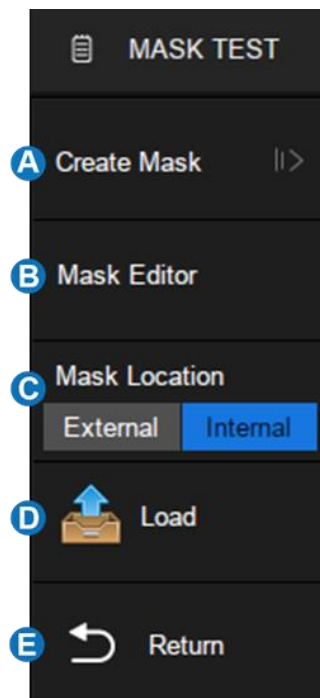 MASK TEST
A Create Mask
B Mask Editor
C Mask Location
External Internal
D Load
E Return